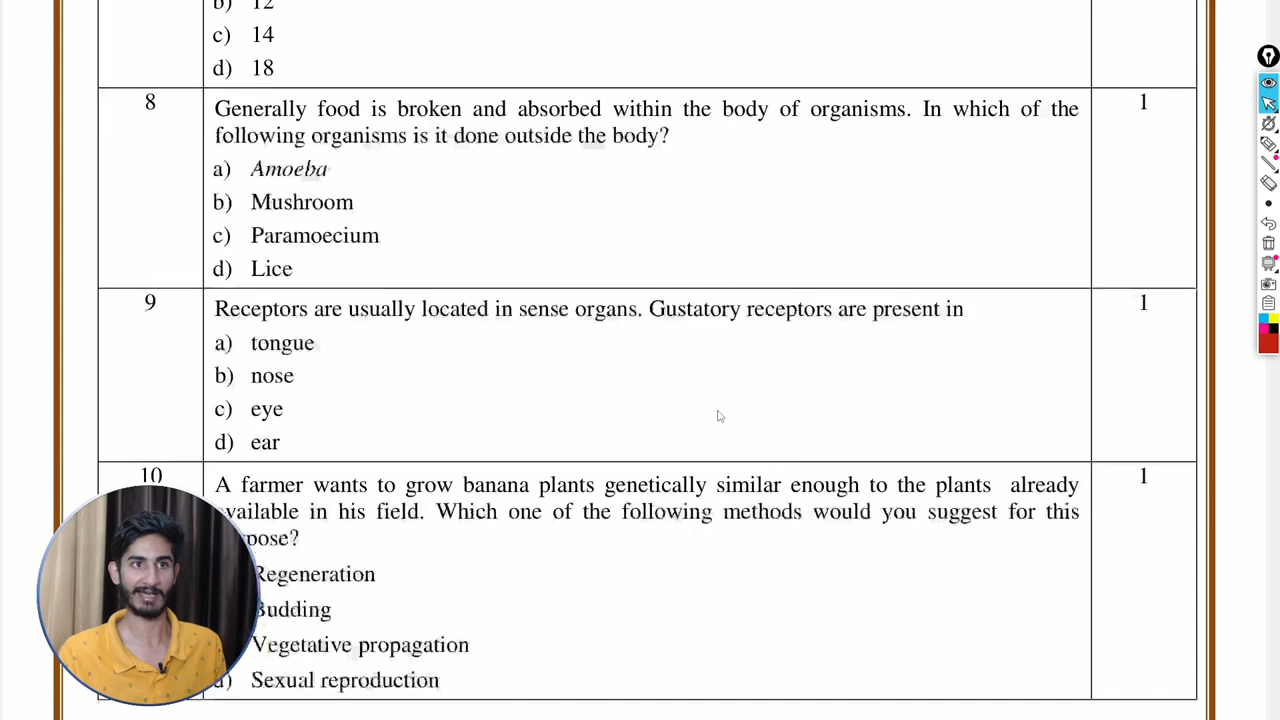 b) 12
c) 14
d) 18
8 Generally food is broken and absorbed within the body of organisms. In which of the 1
following organisms is it done outside the body?
a) Amoeba
b) Mushroom
c) Paramoecium
d) Lice
9 Receptors are usually located in sense organs. Gustatory receptors are present in 1
a) tongue
b) nose
c) eye
d) ear
10 A farmer wants to grow banana plants genetically similar enough to the plants already 1
available in his field. Which one of the following methods would you suggest for this
Regeneration
Budding
Vegetative propagation
d) Sexual reproduction